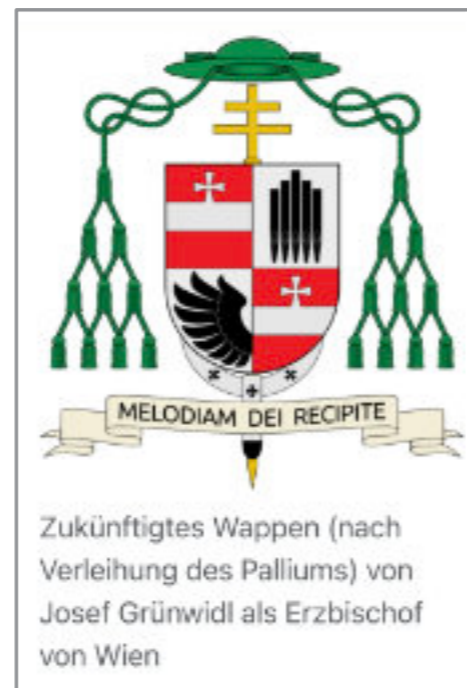 MELODIAM DEI RECIPITE
Zukünftigtes Wappen (nach
Verleihung des Palliums) von
Josef Grünwidl als Erzbischof
von Wien